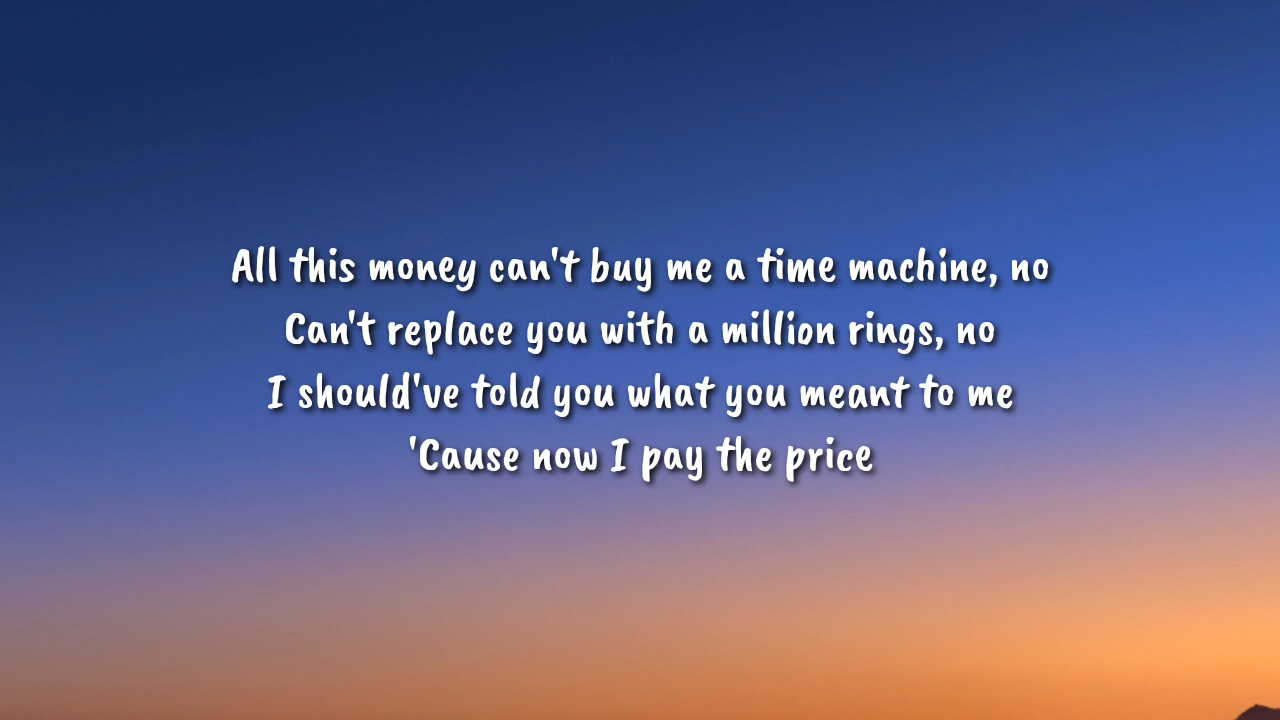 All this money can't buy me a time machine, no
Can't replace you with a million rings, no
I should've told you what you meant to me
'Cause now I pay the price